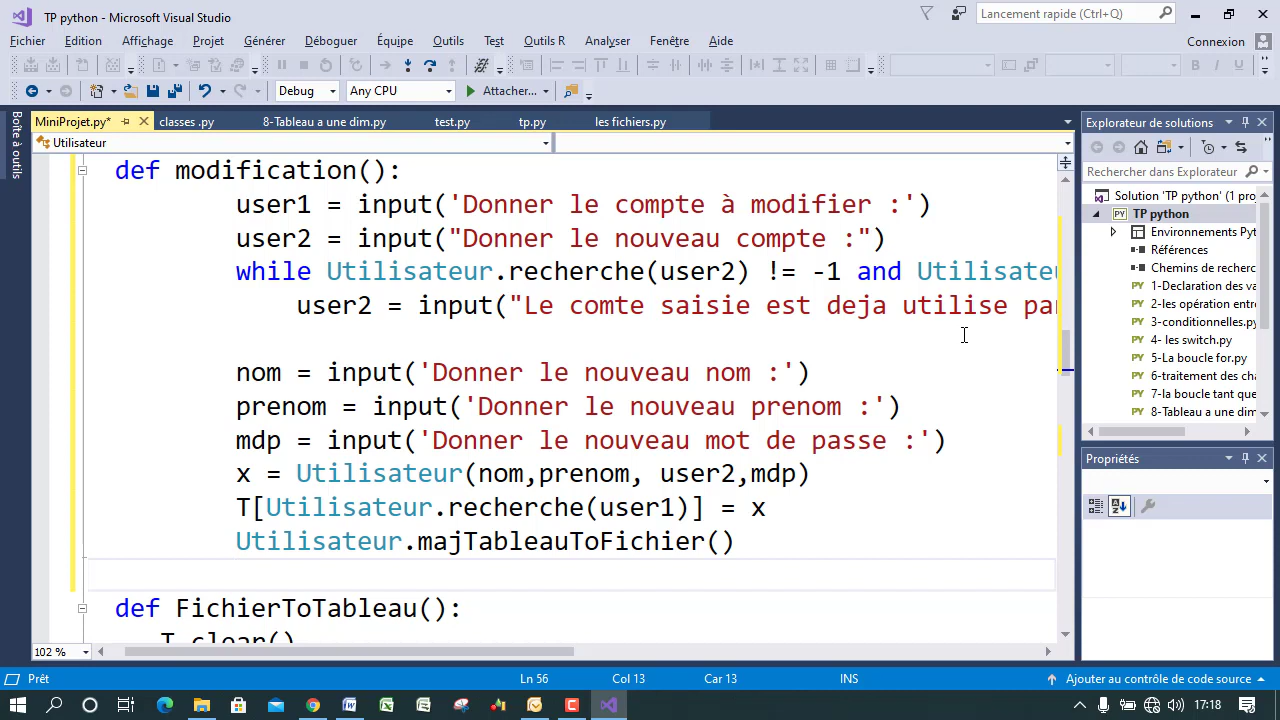 TP python - Microsoft Visual Studio
Lancement rapide (Ctrl+Q)
Fichier Edition Affichage Projet Générer Déboguer Équipe Outils Test Outils R Analyser Fenêtre Aide Connexion
Debug Any CPU Attacher...
MiniProjet.py* classes .py 8-Tableau a une dim.py test.py tp.py les fichiers.py
Boîte à outils
Utilisateur
def modification():
user1 = input('Donner le compte à modifier :')
user2 = input("Donner le nouveau compte :")
while Utilisateur.recherche(user2) != -1 and Utilisateu
user2 = input("Le comte saisie est deja utilise pa
nom = input('Donner le nouveau nom :')
prenom = input('Donner le nouveau prenom :')
mdp = input('Donner le nouveau mot de passe :')
x = Utilisateur(nom,prenom, user2,mdp)
T[Utilisateur.recherche(user1)] = x
Utilisateur.majTableauToFichier()
def FichierToTableau():
T.clear()
102 %
Explorateur de solutions
Rechercher dans Explorateur
Solution 'TP python' (1 pro
TP python
Environnements Pyt
Références
Chemins de recherc
1-Declaration des va
2-les opération entre
3-conditionnelles.py
4- les switch.py
5-La boucle for.py
6-traitement des cha
7-la boucle tant que
8-Tableau a une dim
Propriétés
Prêt Ln 56 Col 13 Car 13 INS Ajouter au contrôle de code source
17:18